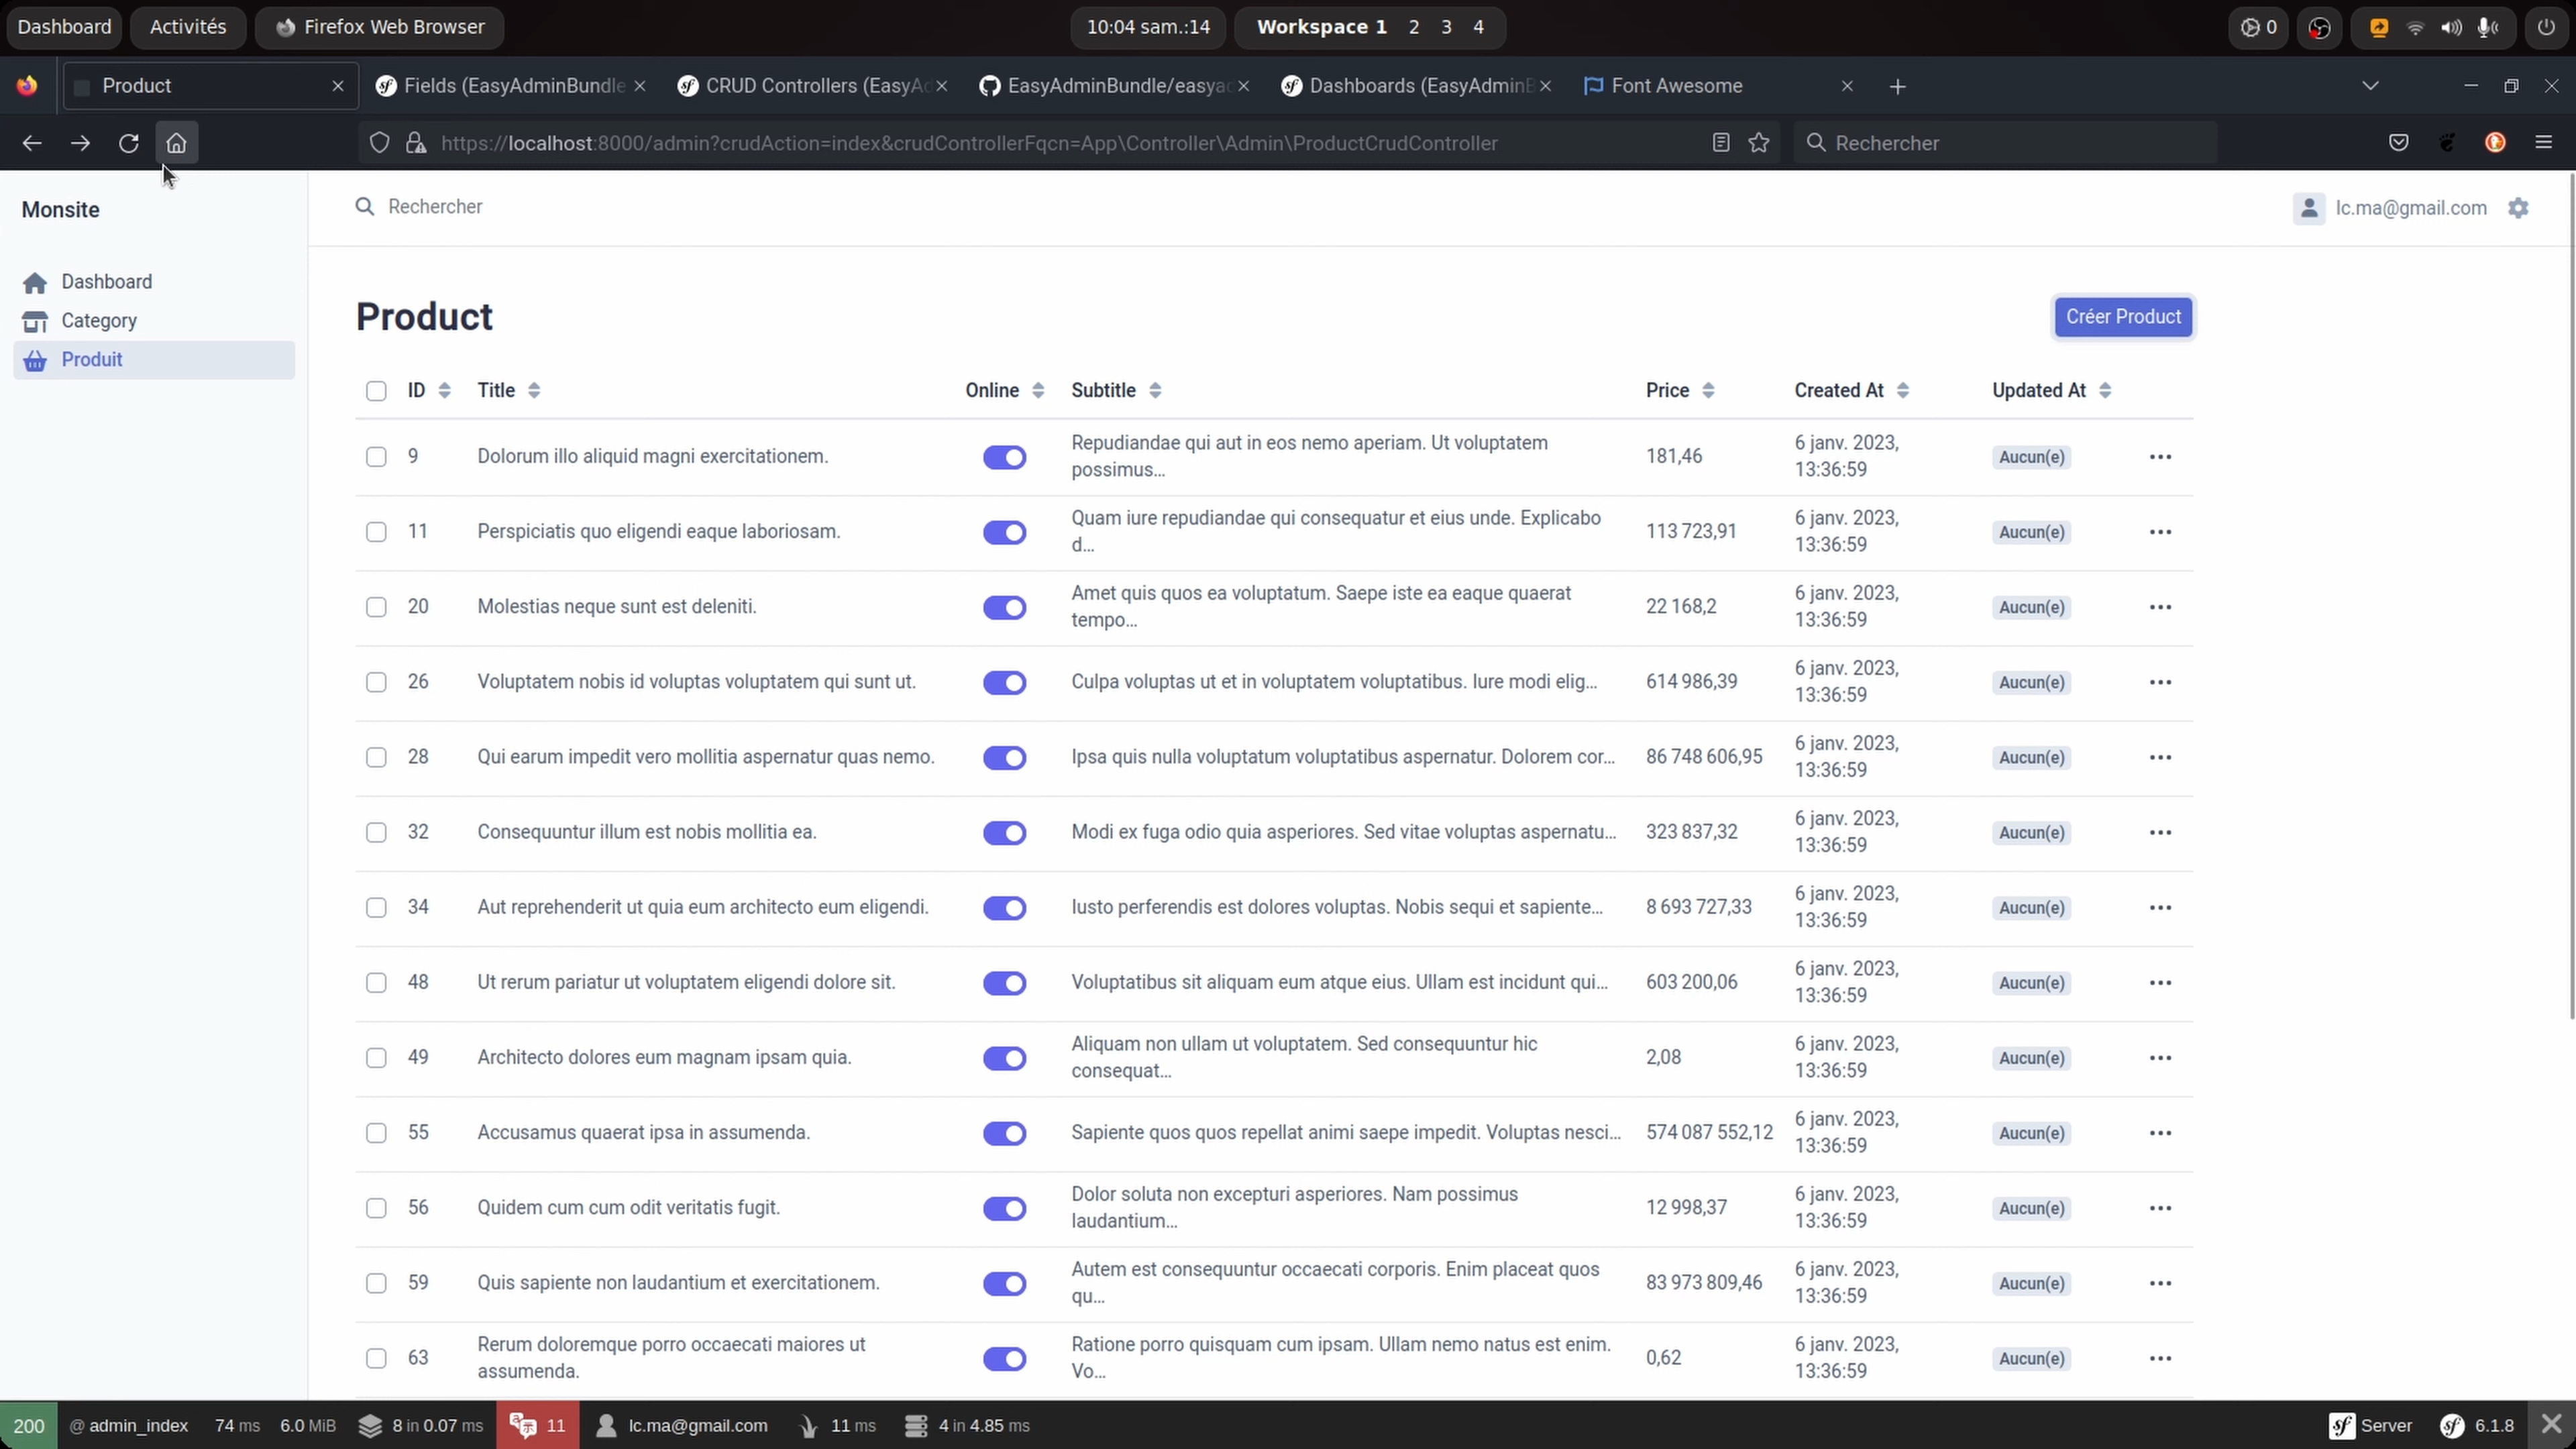 Dashboard Activités Firefox Web Browser 10:04 sam.:14 Workspace 1 2 3 4 0
Product Fields (EasyAdminBundle CRUD Controllers (EasyAd EasyAdminBundle/easyad Dashboards (EasyAdminB Font Awesome
https://localhost:8000/admin?crudAction=index&crudControllerFqcn=App\Controller\Admin\ProductCrudController Rechercher
Monsite
Rechercher lc.ma@gmail.com
Dashboard
Category
Produit
Product Créer Product
ID Title Online Subtitle Price Created At Updated At
9 Dolorum illo aliquid magni exercitationem. Repudiandae qui aut in eos nemo aperiam. Ut voluptatem
possimus... 181,46 6 janv. 2023,
13:36:59 Aucun(e)
11 Perspiciatis quo eligendi eaque laboriosam. Quam iure repudiandae qui consequatur et eius unde. Explicabo
d... 113 723,91 6 janv. 2023,
13:36:59 Aucun(e)
20 Molestias neque sunt est deleniti. Amet quis quos ea voluptatum. Saepe iste ea eaque quaerat
tempo... 22 168,2 6 janv. 2023,
13:36:59 Aucun(e)
26 Voluptatem nobis id voluptas voluptatem qui sunt ut. Culpa voluptas ut et in voluptatem voluptatibus. Iure modi elig... 614 986,39 6 janv. 2023,
13:36:59 Aucun(e)
28 Qui earum impedit vero mollitia aspernatur quas nemo. Ipsa quis nulla voluptatum voluptatibus aspernatur. Dolorem cor... 86 748 606,95 6 janv. 2023,
13:36:59 Aucun(e)
32 Consequuntur illum est nobis mollitia ea. Modi ex fuga odio quia asperiores. Sed vitae voluptas aspernatu... 323 837,32 6 janv. 2023,
13:36:59 Aucun(e)
34 Aut reprehenderit ut quia eum architecto eum eligendi. Iusto perferendis est dolores voluptas. Nobis sequi et sapiente... 8 693 727,33 6 janv. 2023,
13:36:59 Aucun(e)
48 Ut rerum pariatur ut voluptatem eligendi dolore sit. Voluptatibus sit aliquam eum atque eius. Ullam est incidunt qui... 603 200,06 6 janv. 2023,
13:36:59 Aucun(e)
49 Architecto dolores eum magnam ipsam quia. Aliquam non ullam ut voluptatem. Sed consequuntur hic
consequat... 2,08 6 janv. 2023,
13:36:59 Aucun(e)
55 Accusamus quaerat ipsa in assumenda. Sapiente quos quos repellat animi saepe impedit. Voluptas nesci... 574 087 552,12 6 janv. 2023,
13:36:59 Aucun(e)
56 Quidem cum cum odit veritatis fugit. Dolor soluta non excepturi asperiores. Nam possimus
laudantium... 12 998,37 6 janv. 2023,
13:36:59 Aucun(e)
59 Quis sapiente non laudantium et exercitationem. Autem est consequuntur occaecati corporis. Enim placeat quos
qu... 83 973 809,46 6 janv. 2023,
13:36:59 Aucun(e)
63 Rerum doloremque porro occaecati maiores ut
assumenda. Ratione porro quisquam cum ipsam. Ullam nemo natus est enim.
Vo... 0,62 6 janv. 2023,
13:36:59 Aucun(e)
200 @ admin_index 74 ms 6.0 MiB 8 in 0.07 ms 11 lc.ma@gmail.com 11 ms 4 in 4.85 ms Server 6.1.8